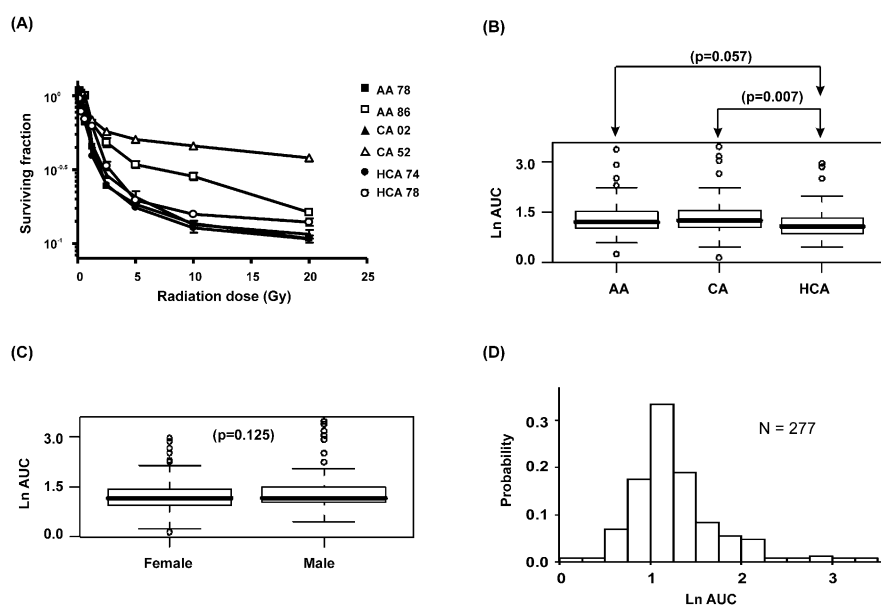 (A)
Surviving fraction
10^0
10^-0.5
10^-1
0 5 10 15 20 25
Radiation dose (Gy)
AA 78
AA 86
CA 02
CA 52
HCA 74
HCA 78
(B)
(p=0.057)
(p=0.007)
Ln AUC
3.0
1.5
0.0
AA CA HCA
(C)
(p=0.125)
Ln AUC
3.0
1.5
0.0
Female Male
(D)
N = 277
Probability
0.3
0.2
0.1
0.0
0 1 2 3
Ln AUC